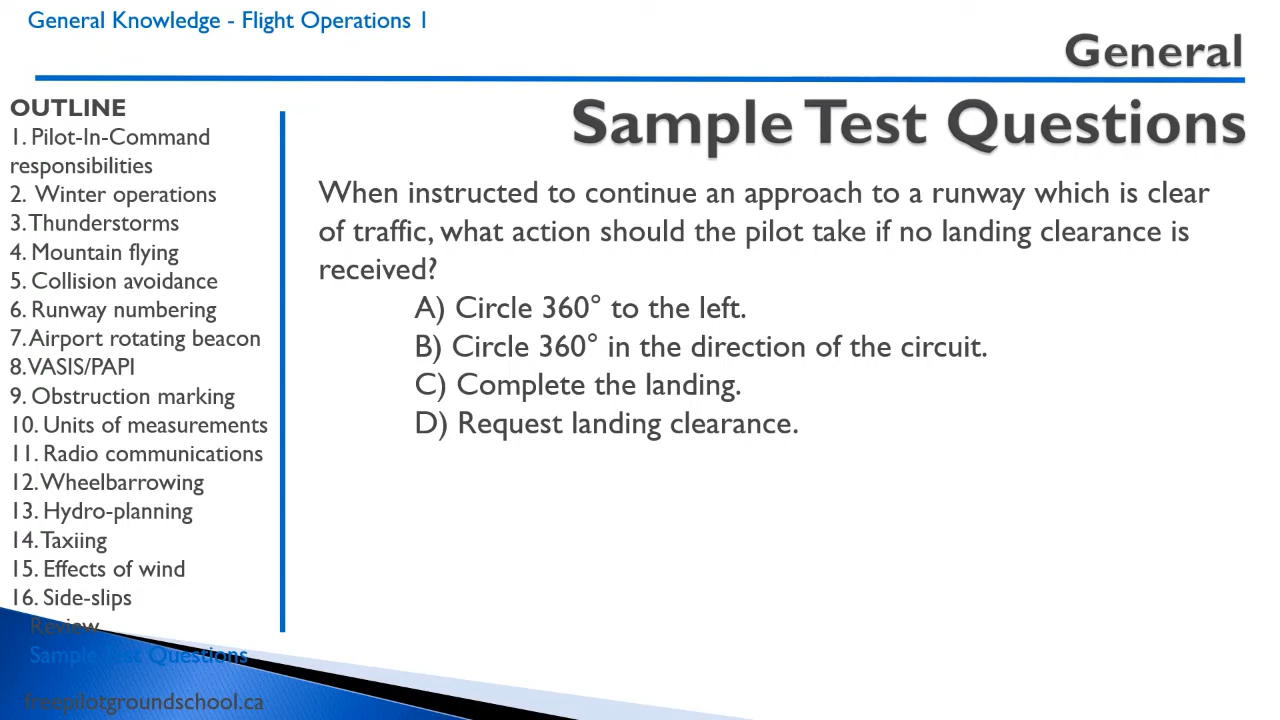 General Knowledge - Flight Operations 1
General
Sample Test Questions
OUTLINE
1. Pilot-In-Command
responsibilities
2. Winter operations
3. Thunderstorms
4. Mountain flying
5. Collision avoidance
6. Runway numbering
7. Airport rotating beacon
8. VASIS/PAPI
9. Obstruction marking
10. Units of measurements
11. Radio communications
12. Wheelbarrowing
13. Hydro-planning
14. Taxiing
15. Effects of wind
16. Side-slips
Review
Sample Test Questions
freepilotgroundschool.ca
When instructed to continue an approach to a runway which is clear
of traffic, what action should the pilot take if no landing clearance is
received?
A) Circle 360° to the left.
B) Circle 360° in the direction of the circuit.
C) Complete the landing.
D) Request landing clearance.